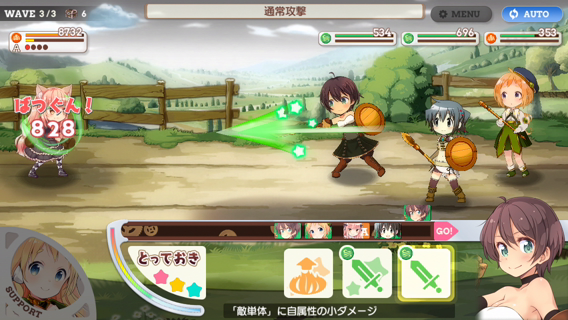 WAVE 3/3 6
通常攻撃
MENU
AUTO
8732
A
534
696
353
ばつぐん!
828
GO!
とっておき
SUPPORT
「敵単体」に自属性の小ダメージ